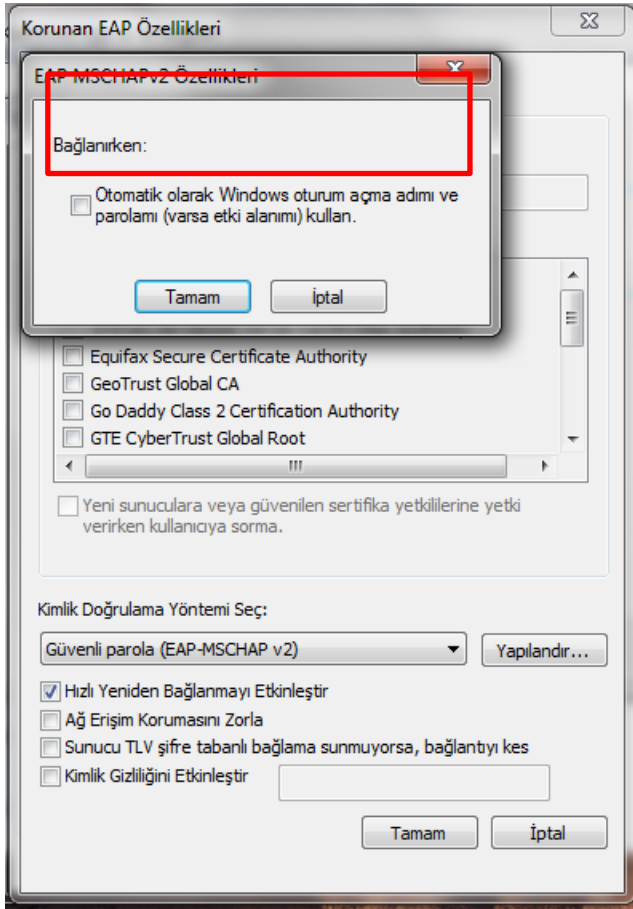 Korunan EAP Özellikleri
EAP MSCHAPv2 Özellikleri
Bağlanırken:
Otomatik olarak Windows oturum açma adımı ve
parolamı (varsa etki alanımı) kullan.
Tamam İptal
Equifax Secure Certificate Authority
GeoTrust Global CA
Go Daddy Class 2 Certification Authority
GTE CyberTrust Global Root
Yeni sunuculara veya güvenilen sertifika yetkililerine yetki
verirken kullanıcıya sorma.
Kimlik Doğrulama Yöntemi Seç:
Güvenli parola (EAP-MSCHAP v2) Yapılandır...
Hızlı Yeniden Bağlanmayı Etkinleştir
Ağ Erişim Korumasını Zorla
Sunucu TLV şifre tabanlı bağlama sunmuyorsa, bağlantıyı kes
Kimlik Gizliliğini Etkinleştir
Tamam İptal